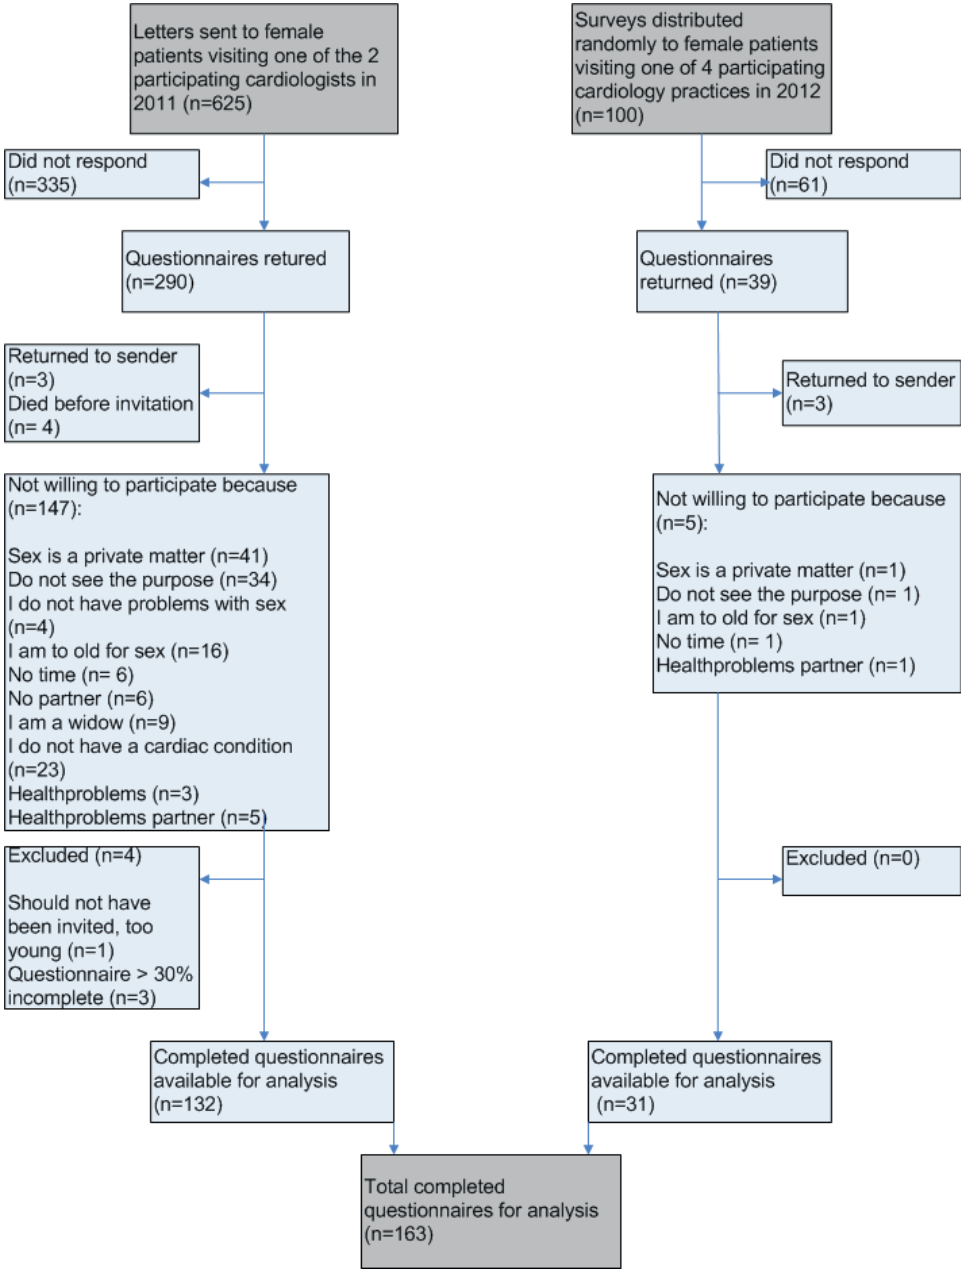 Letters sent to female
patients visiting one of the 2
participating cardiologists in
2011 (n=625)
Surveys distributed
randomly to female patients
visiting one of 4 participating
cardiology practices in 2012
(n=100)
Did not respond
(n=335)
Did not respond
(n=61)
Questionnaires retured
(n=290)
Questionnaires
returned (n=39)
Returned to sender
(n=3)
Died before invitation
(n= 4)
Returned to sender
(n=3)
Not willing to participate because
(n=147):
Sex is a private matter (n=41)
Do not see the purpose (n=34)
I do not have problems with sex
(n=4)
I am to old for sex (n=16)
No time (n= 6)
No partner (n=6)
I am a widow (n=9)
I do not have a cardiac condition
(n=23)
Healthproblems (n=3)
Healthproblems partner (n=5)
Not willing to participate because
(n=5):
Sex is a private matter (n=1)
Do not see the purpose (n= 1)
I am to old for sex (n=1)
No time (n= 1)
Healthproblems partner (n=1)
Excluded (n=4)
Should not have
been invited, too
young (n=1)
Questionnaire > 30%
incomplete (n=3)
Excluded (n=0)
Completed questionnaires
available for analysis
(n=132)
Completed questionnaires
available for analysis
(n=31)
Total completed
questionnaires for analysis
(n=163)